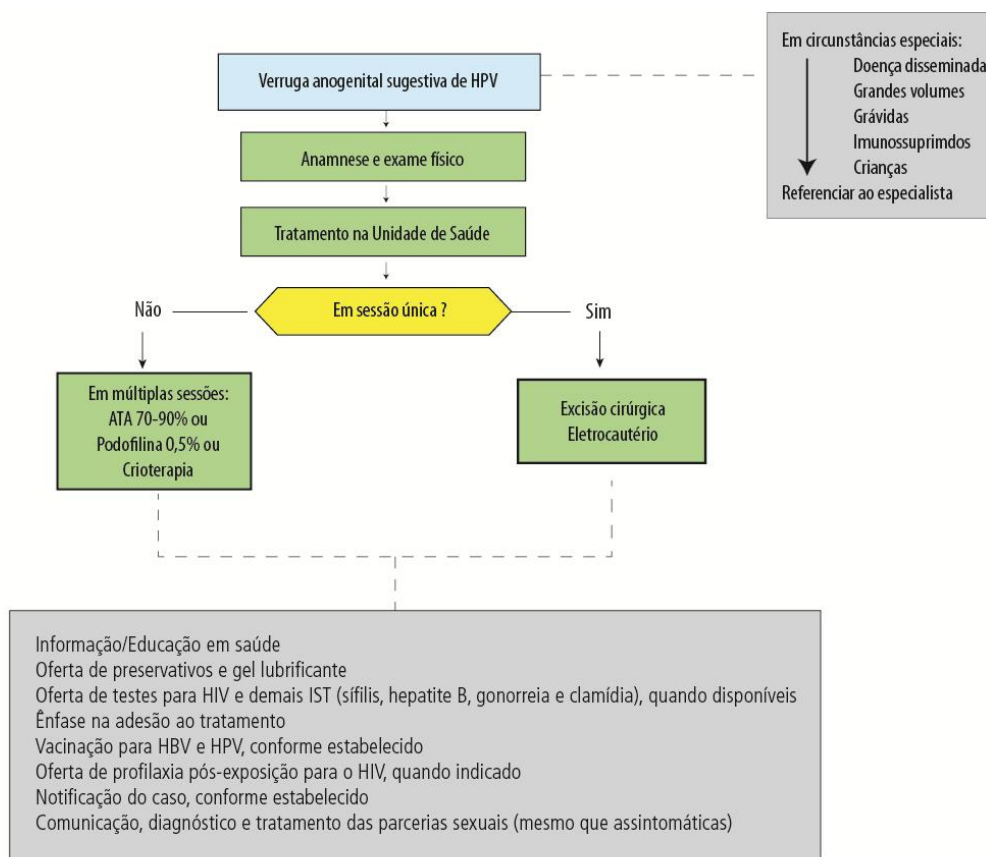 Verruga anogenital sugestiva de HPV
Em circunstâncias especiais:
Doença disseminada
Grandes volumes
Grávidas
Imunossuprimdos
Crianças
Referenciar ao especialista
Anamnese e exame físico
Tratamento na Unidade de Saúde
Em sessão única ?
Não
Sim
Em múltiplas sessões:
ATA 70-90% ou
Podofilina 0,5% ou
Crioterapia
Excisão cirúrgica
Eletrocautério
Informação/Educação em saúde
Oferta de preservativos e gel lubrificante
Oferta de testes para HIV e demais IST (sífilis, hepatite B, gonorreia e clamídia), quando disponíveis
Ênfase na adesão ao tratamento
Vacinação para HBV e HPV, conforme estabelecido
Oferta de profilaxia pós-exposição para o HIV, quando indicado
Notificação do caso, conforme estabelecido
Comunicação, diagnóstico e tratamento das parcerias sexuais (mesmo que assintomáticas)